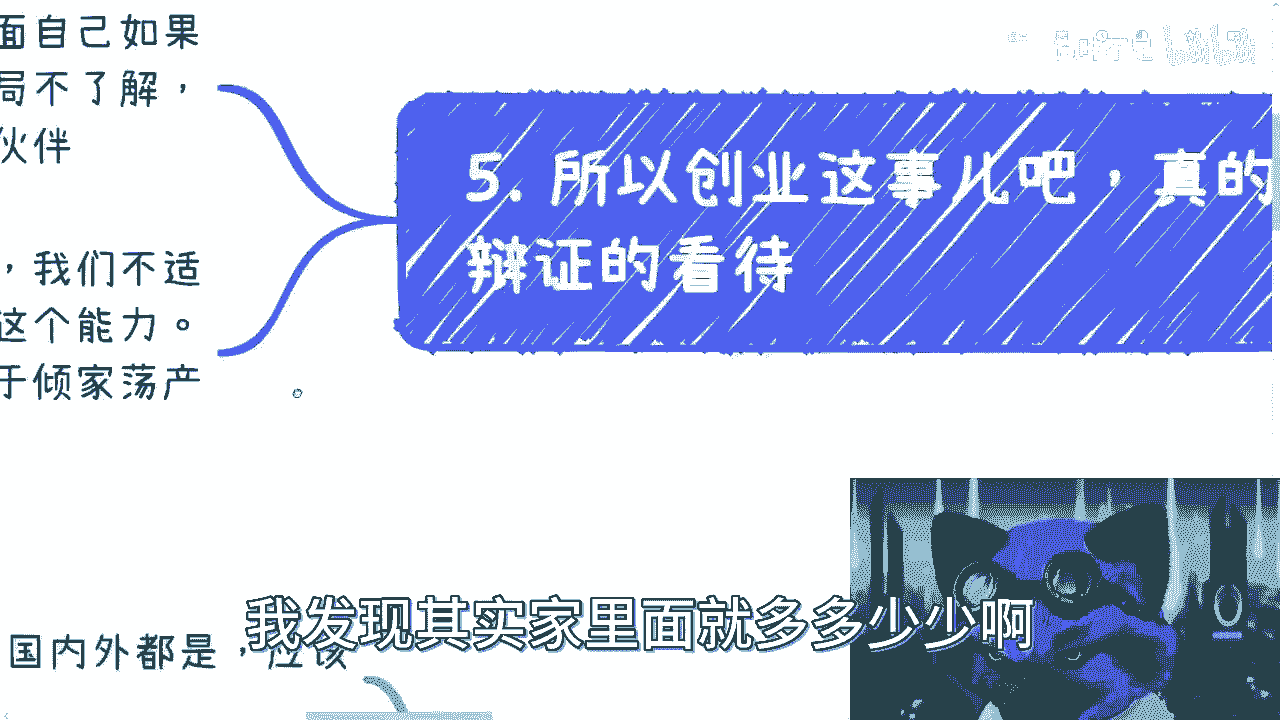 面自己如果
局不了解，
伙伴
5. 所以创业这事儿吧，真的
辩证的看待
，我们不适
这个能力。
于倾家荡产
。
国内外都是，应该
我发现其实家里面就多多少少啊